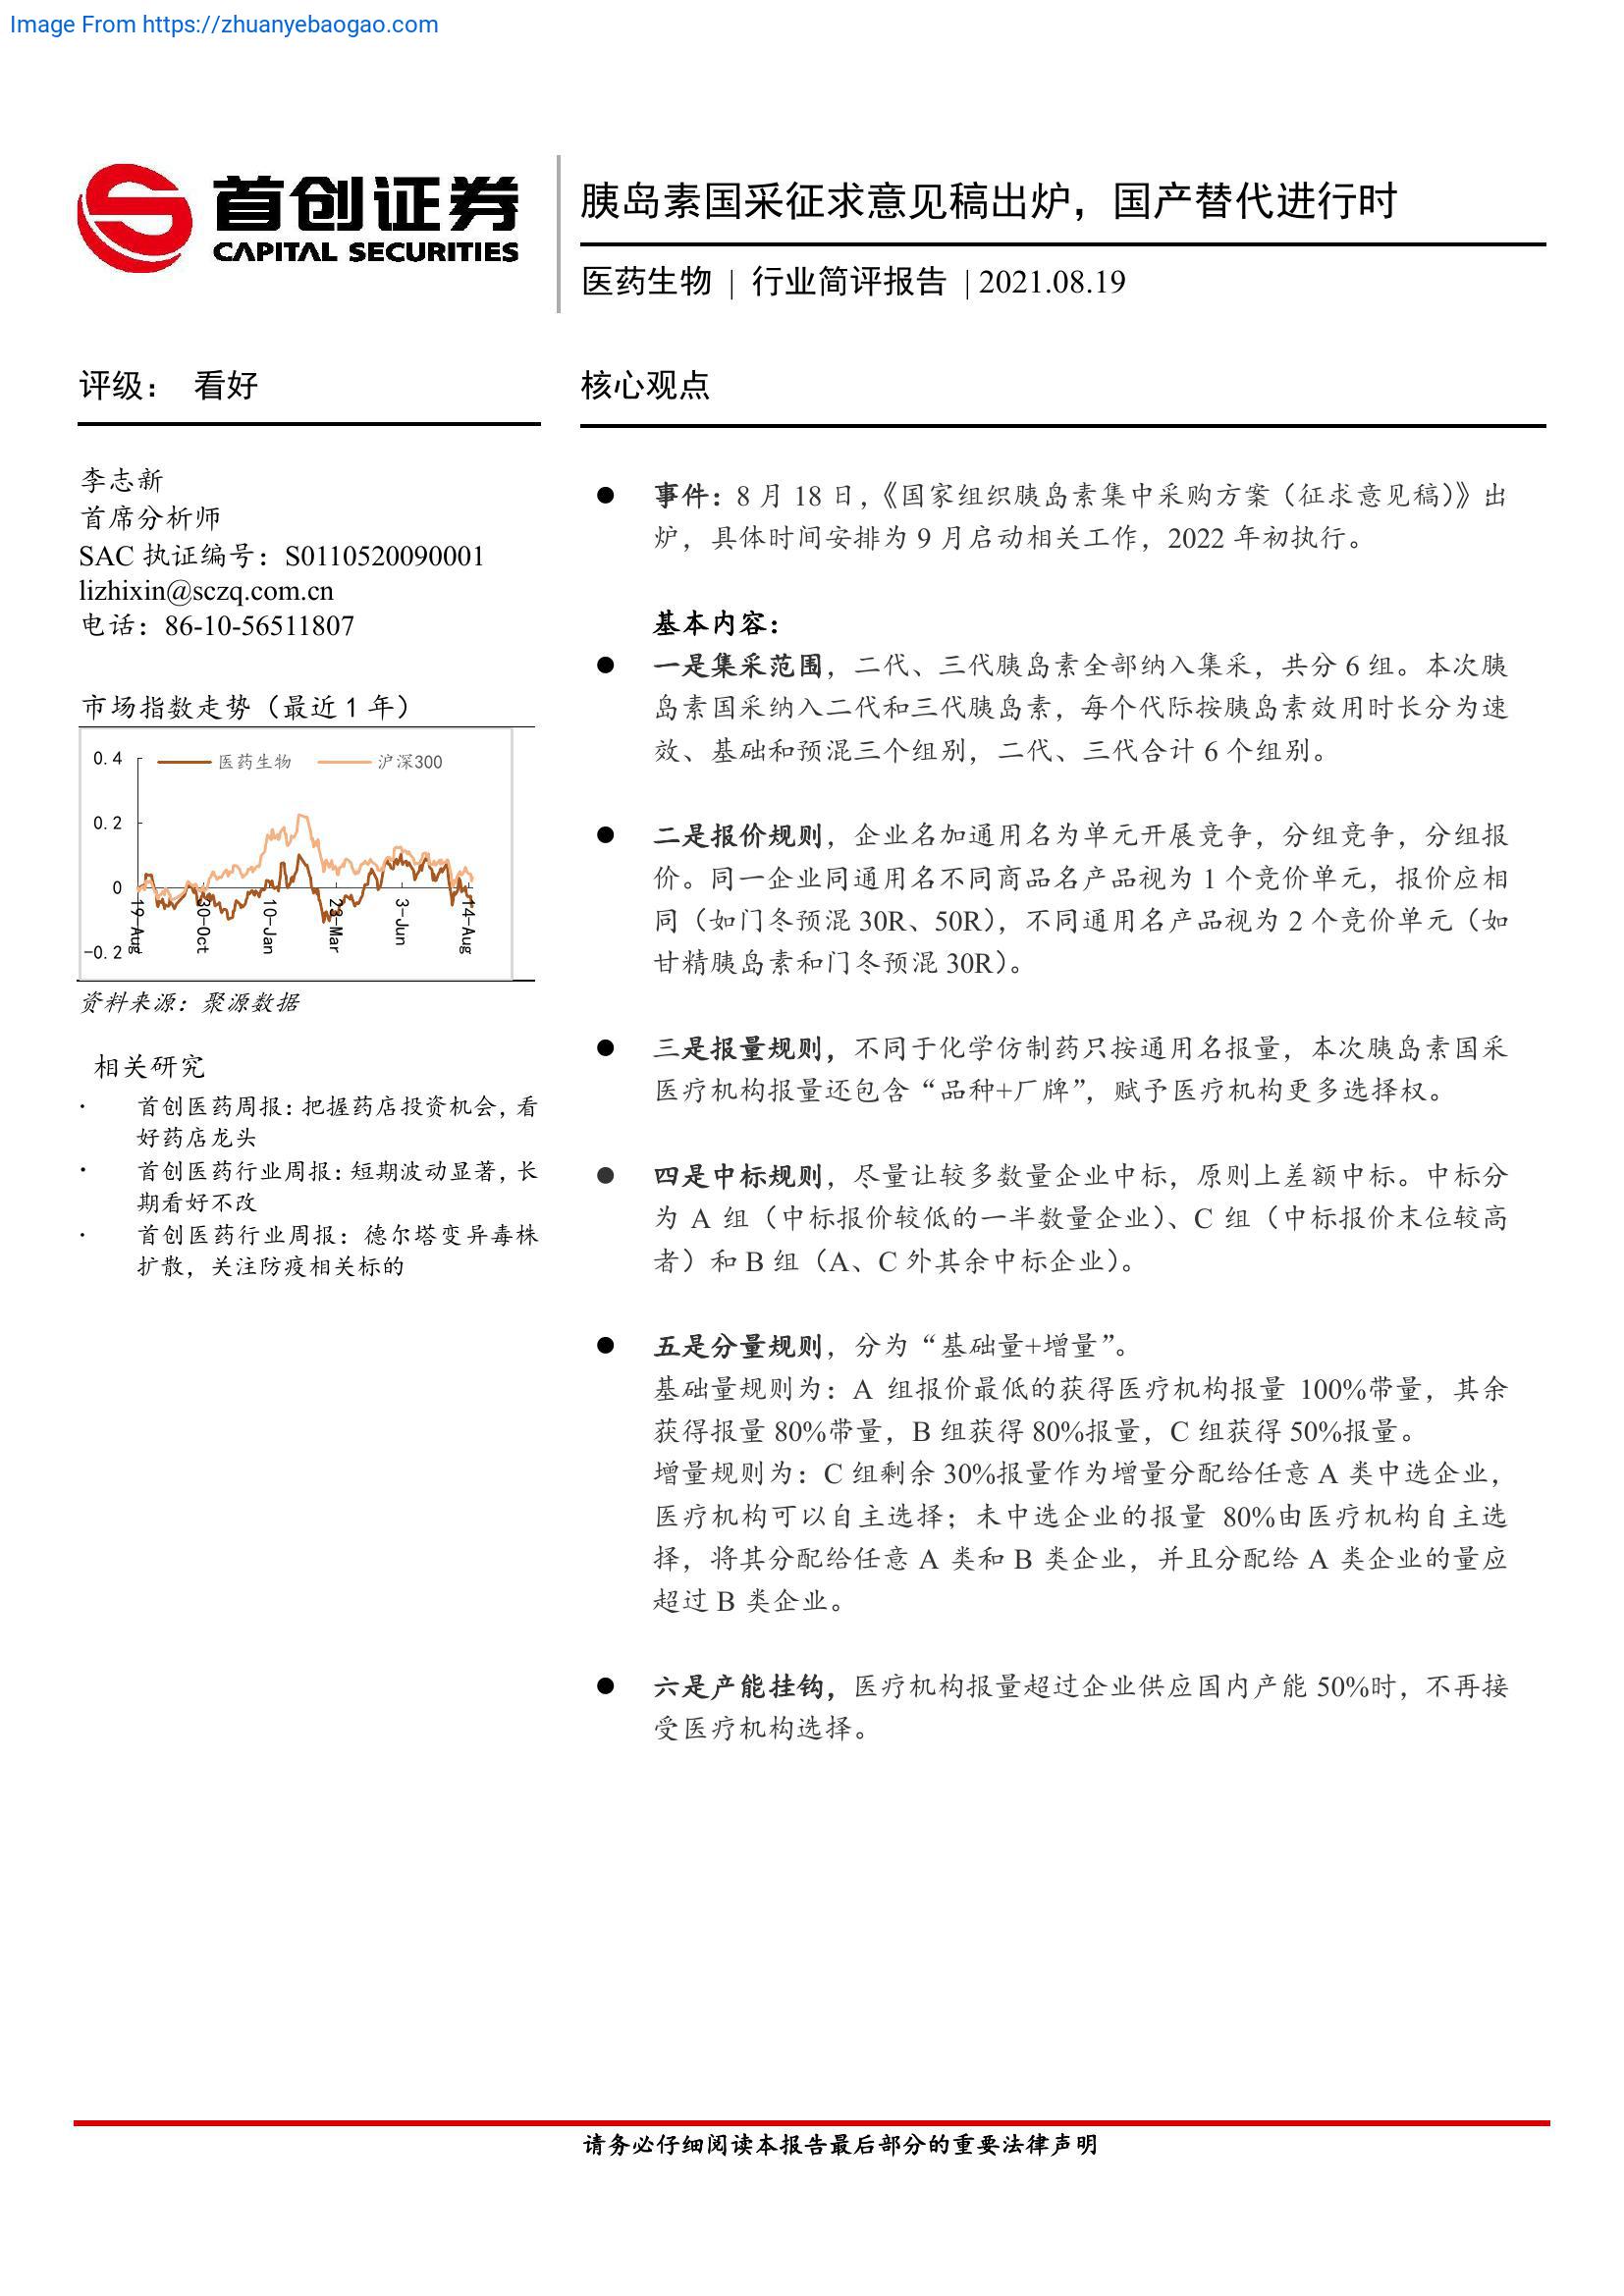 Image From https://zhuanyebaogao.com
首创证券
CAPITAL SECURITIES
胰岛素国采征求意见稿出炉，国产替代进行时
医药生物 | 行业简评报告 | 2021.08.19
评级： 看好
李志新
首席分析师
SAC 执证编号：S0110520090001
lizhixin@sczq.com.cn
电话：86-10-56511807
市场指数走势（最近 1 年）
医药生物 沪深300
0.4
0.2
0
-0.2
19-Aug
30-Oct
10-Jan
23-Mar
3-Jun
14-Aug
资料来源：聚源数据
相关研究
· 首创医药周报：把握药店投资机会，看
好药店龙头
· 首创医药行业周报：短期波动显著，长
期看好不改
· 首创医药行业周报：德尔塔变异毒株
扩散，关注防疫相关标的
核心观点
● 事件：8 月 18 日，《国家组织胰岛素集中采购方案（征求意见稿）》出
炉，具体时间安排为 9 月启动相关工作，2022 年初执行。
基本内容：
● 一是集采范围，二代、三代胰岛素全部纳入集采，共分 6 组。本次胰
岛素国采纳入二代和三代胰岛素，每个代际按胰岛素效用时长分为速
效、基础和预混三个组别，二代、三代合计 6 个组别。
● 二是报价规则，企业名加通用名为单元开展竞争，分组竞争，分组报
价。同一企业同通用名不同商品名产品视为 1 个竞价单元，报价应相
同（如门冬预混 30R、50R），不同通用名产品视为 2 个竞价单元（如
甘精胰岛素和门冬预混 30R）。
● 三是报量规则，不同于化学仿制药只按通用名报量，本次胰岛素国采
医疗机构报量还包含“品种+厂牌”，赋予医疗机构更多选择权。
● 四是中标规则，尽量让较多数量企业中标，原则上差额中标。中标分
为 A 组（中标报价较低的一半数量企业）、C 组（中标报价末位较高
者）和 B 组（A、C 外其余中标企业）。
● 五是分量规则，分为“基础量+增量”。
基础量规则为：A 组报价最低的获得医疗机构报量 100%带量，其余
获得报量 80%带量，B 组获得 80%报量，C 组获得 50%报量。
增量规则为：C 组剩余 30%报量作为增量分配给任意 A 类中选企业，
医疗机构可以自主选择；未中选企业的报量 80%由医疗机构自主选
择，将其分配给任意 A 类和 B 类企业，并且分配给 A 类企业的量应
超过 B 类企业。
● 六是产能挂钩，医疗机构报量超过企业供应国内产能 50%时，不再接
受医疗机构选择。
请务必仔细阅读本报告最后部分的重要法律声明